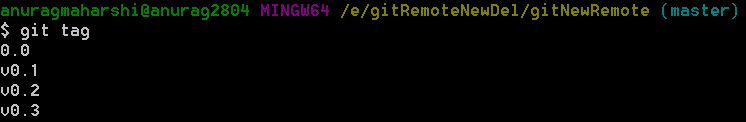 anuragmaharshi@anurag2804 MINGW64 /e/gitRemoteNewDel/gitNewRemote (master)
$ git tag
0.0
v0.1
v0.2
v0.3